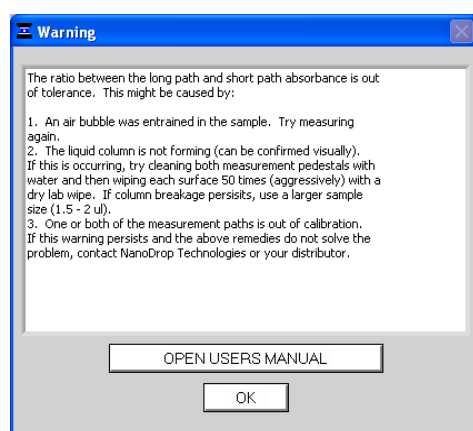 Warning
The ratio between the long path and short path absorbance is out
of tolerance.  This might be caused by:
1.  An air bubble was entrained in the sample.  Try measuring
again.
2.  The liquid column is not forming (can be confirmed visually).
If this is occurring, try cleaning both measurement pedestals with
water and then wiping each surface 50 times (aggressively) with a
dry lab wipe.  If column breakage persisits, use a larger sample
size (1.5 - 2 ul).
3.  One or both of the measurement paths is out of calibration.
If this warning persists and the above remedies do not solve the
problem, contact NanoDrop Technologies or your distributor.
OPEN USERS MANUAL
OK